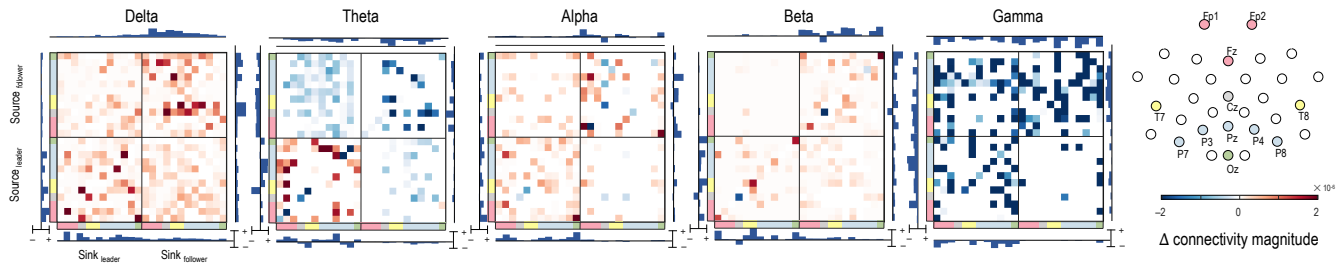 Delta
Theta
Alpha
Beta
Gamma
Source follower
Source leader
Sink leader
Sink follower
− +
+
−
− +
+
−
− +
+
−
− +
+
−
− +
+
−
Fp1
Fp2
Fz
Cz
T7
T8
P7
P3
Pz
P4
P8
Oz
× 10⁻⁶
−2
0
2
Δ connectivity magnitude